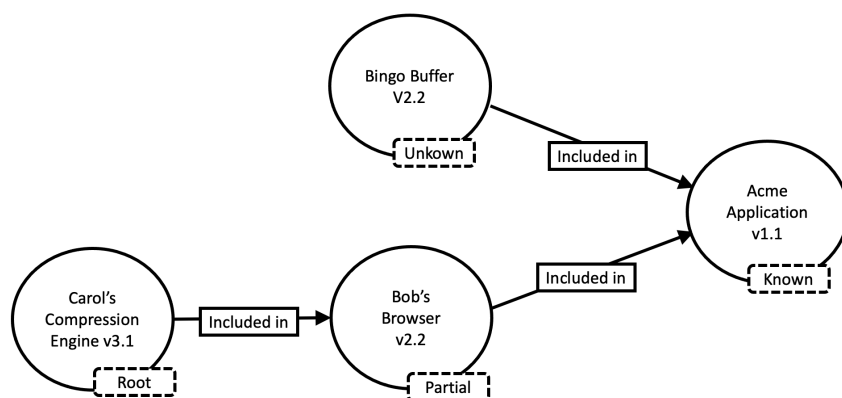 Bingo Buffer
V2.2
Unkown
Included in
Acme
Application
v1.1
Known
Included in
Carol's
Compression
Engine v3.1
Root
Included in
Bob's
Browser
v2.2
Partial